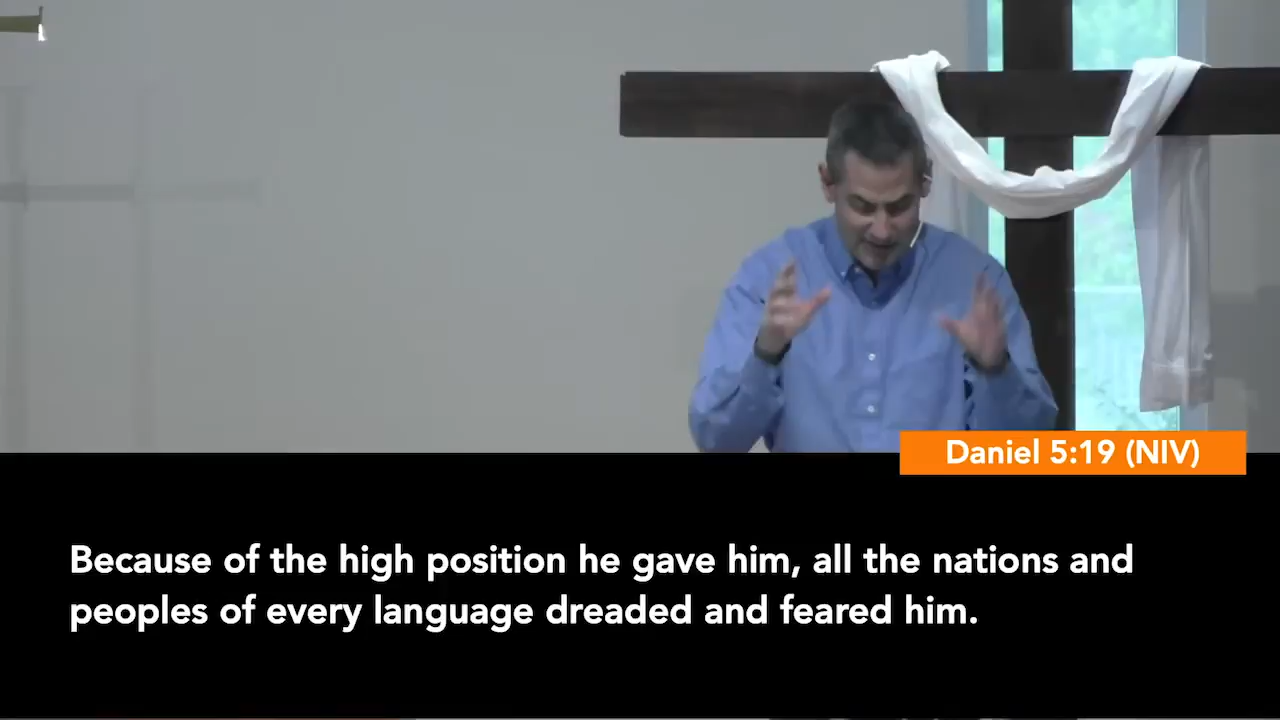 Daniel 5:19 (NIV)
Because of the high position he gave him, all the nations and
peoples of every language dreaded and feared him.